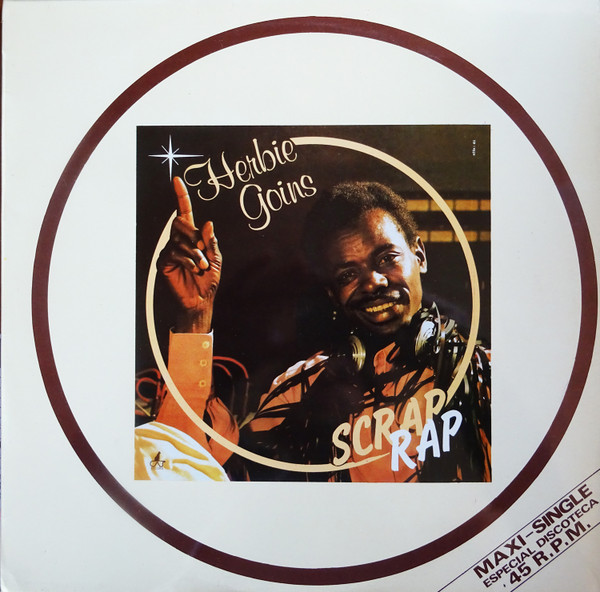 Herbie
Goins
SCRAP
RAP
MAXI-SINGLE
ESPECIAL DISCOTECA
45 R.P.M.